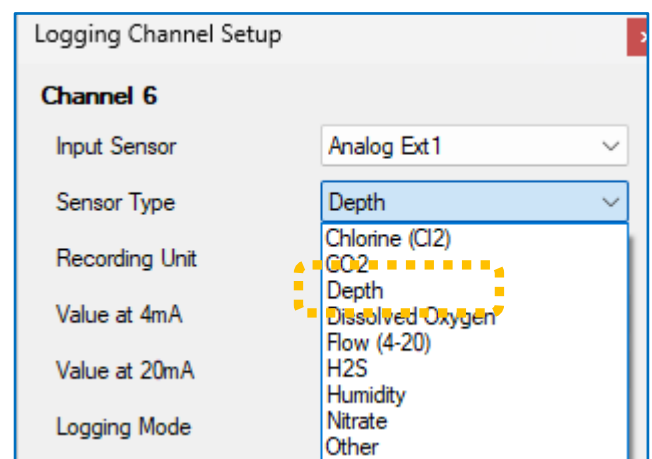 Logging Channel Setup
Channel 6
Input Sensor Analog Ext1
Sensor Type Depth
Recording Unit
Value at 4mA
Value at 20mA
Logging Mode
Chlorine (Cl2)
CO2
Depth
Dissolved Oxygen
Flow (4-20)
H2S
Humidity
Nitrate
Other